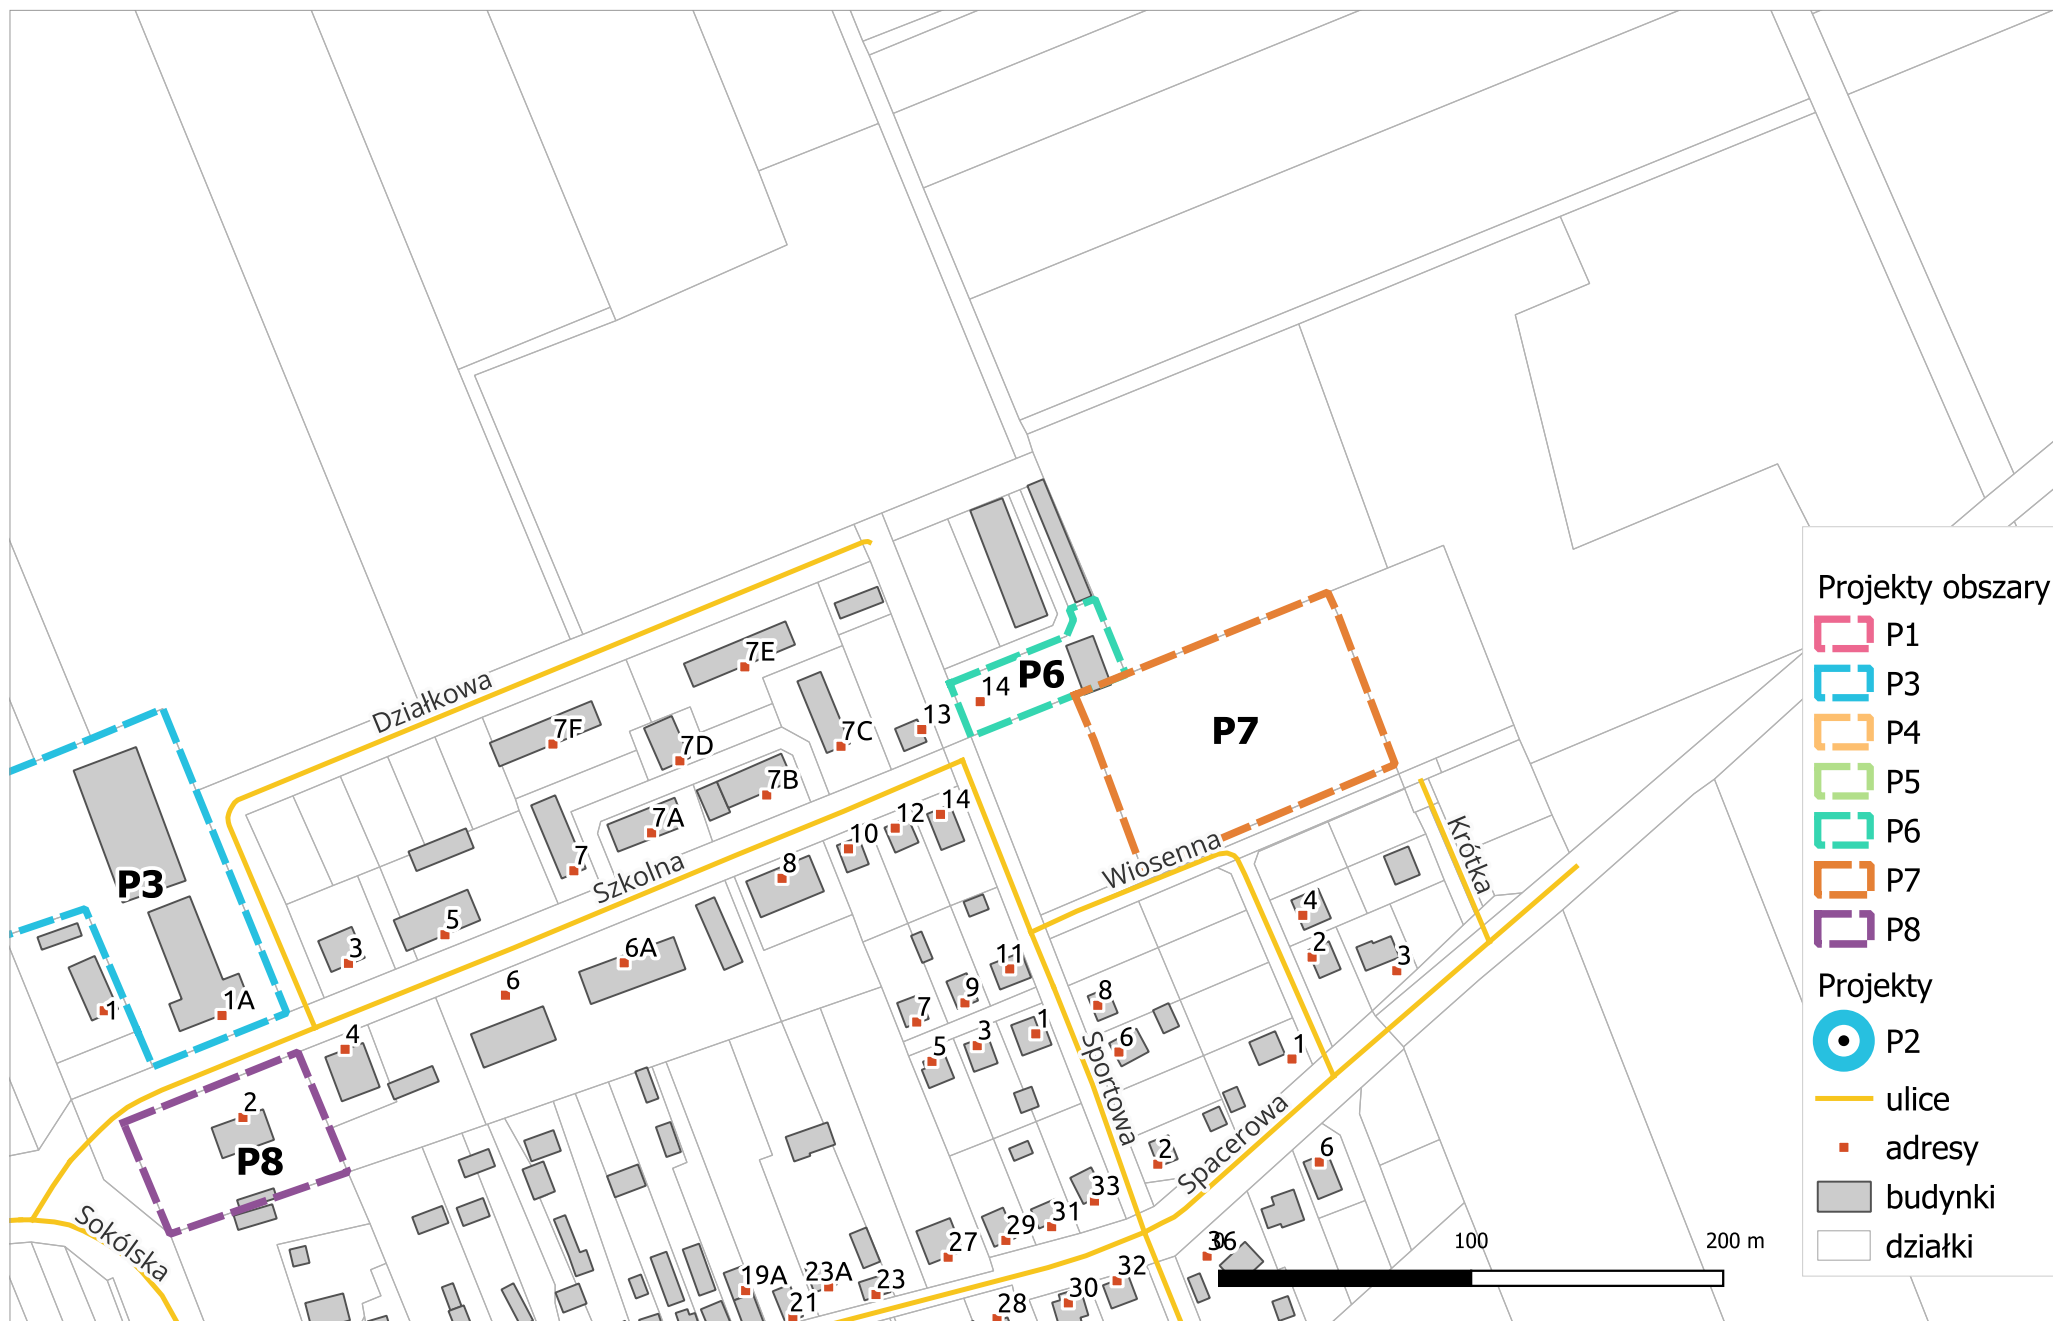 7E
Działkowa
P6
14
7F
13
P7
7D
7C
7B
7A
14
12
10
Wiosenna
Krótka
7
8
Szkolna
P3
4
5
3
6A
2
3
11
6
9
8
1A
1
7
1
4
3
5
6
1
Sportowa
2
P8
Spacerowa
2
6
33
Sokólska
31
29
27
36
32
19A
23A
23
30
21
28
0
100
200 m
Projekty obszary
P1
P3
P4
P5
P6
P7
P8
Projekty
P2
ulice
adresy
budynki
działki